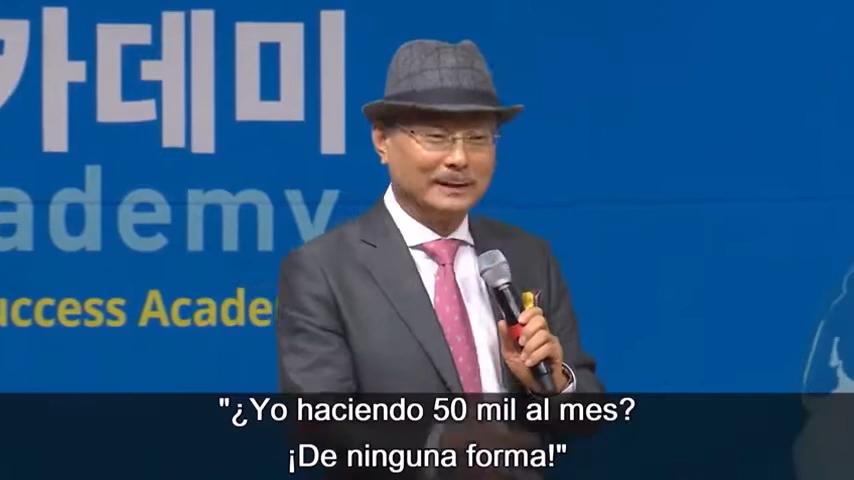 카데미
ademy
uccess Acade
"¿Yo haciendo 50 mil al mes?
¡De ninguna forma!"